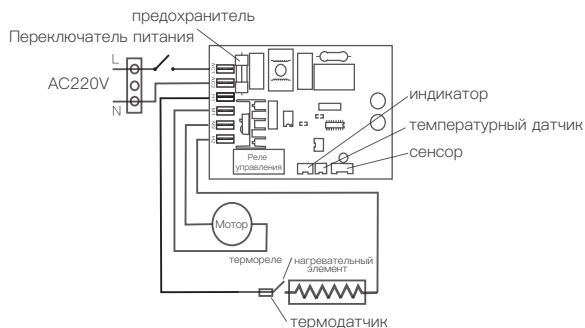 предохранитель
Переключатель питания
L
AC220V
N
индикатор
температурный датчик
сенсор
Реле
управления
Мотор
термореле
нагревательный
элемент
термодатчик